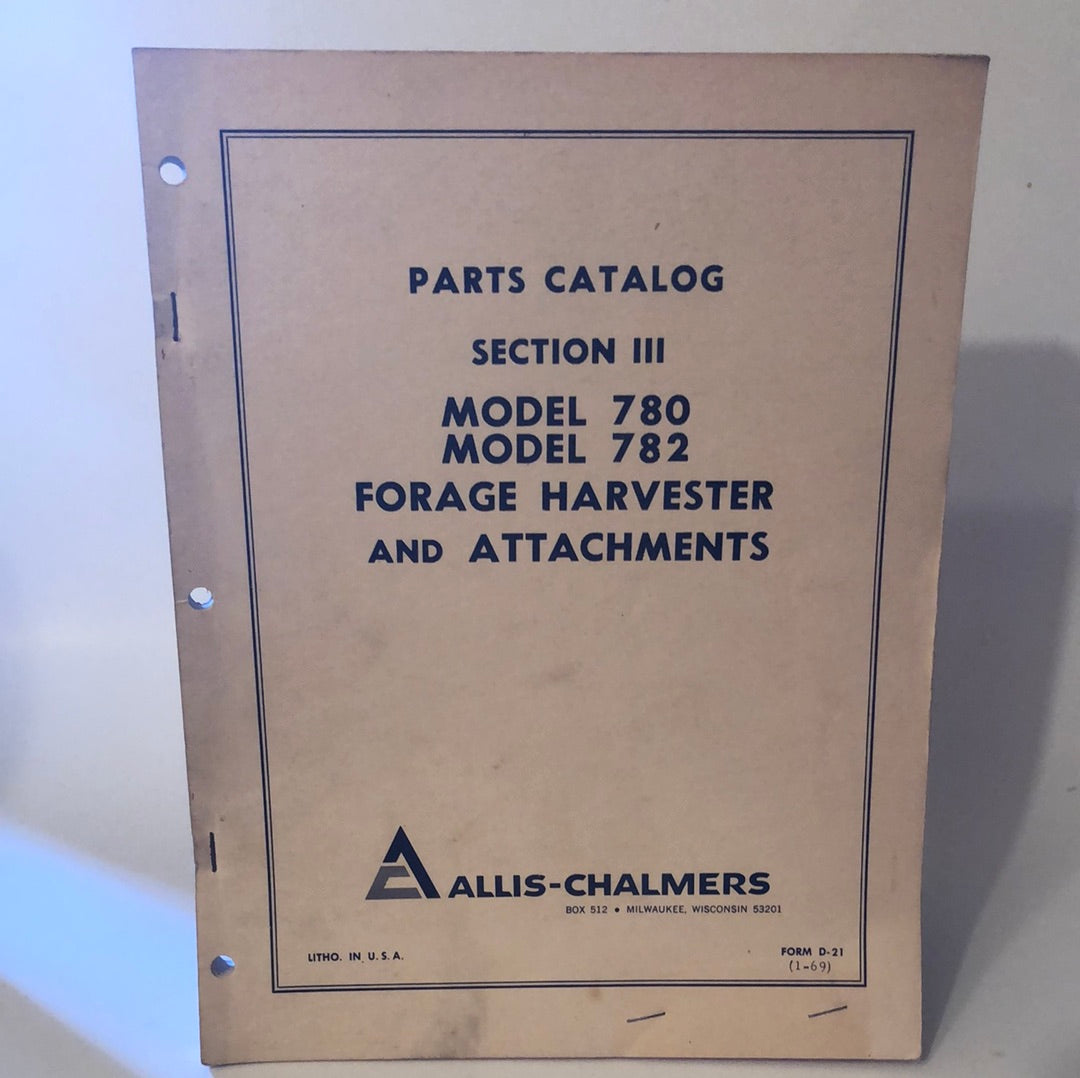 PARTS CATALOG
SECTION III
MODEL 780
MODEL 782
FORAGE HARVESTER
AND ATTACHMENTS
ALLIS-CHALMERS
BOX 512 • MILWAUKEE, WISCONSIN 53201
LITHO. IN U. S. A.
FORM D-21
(1-69)